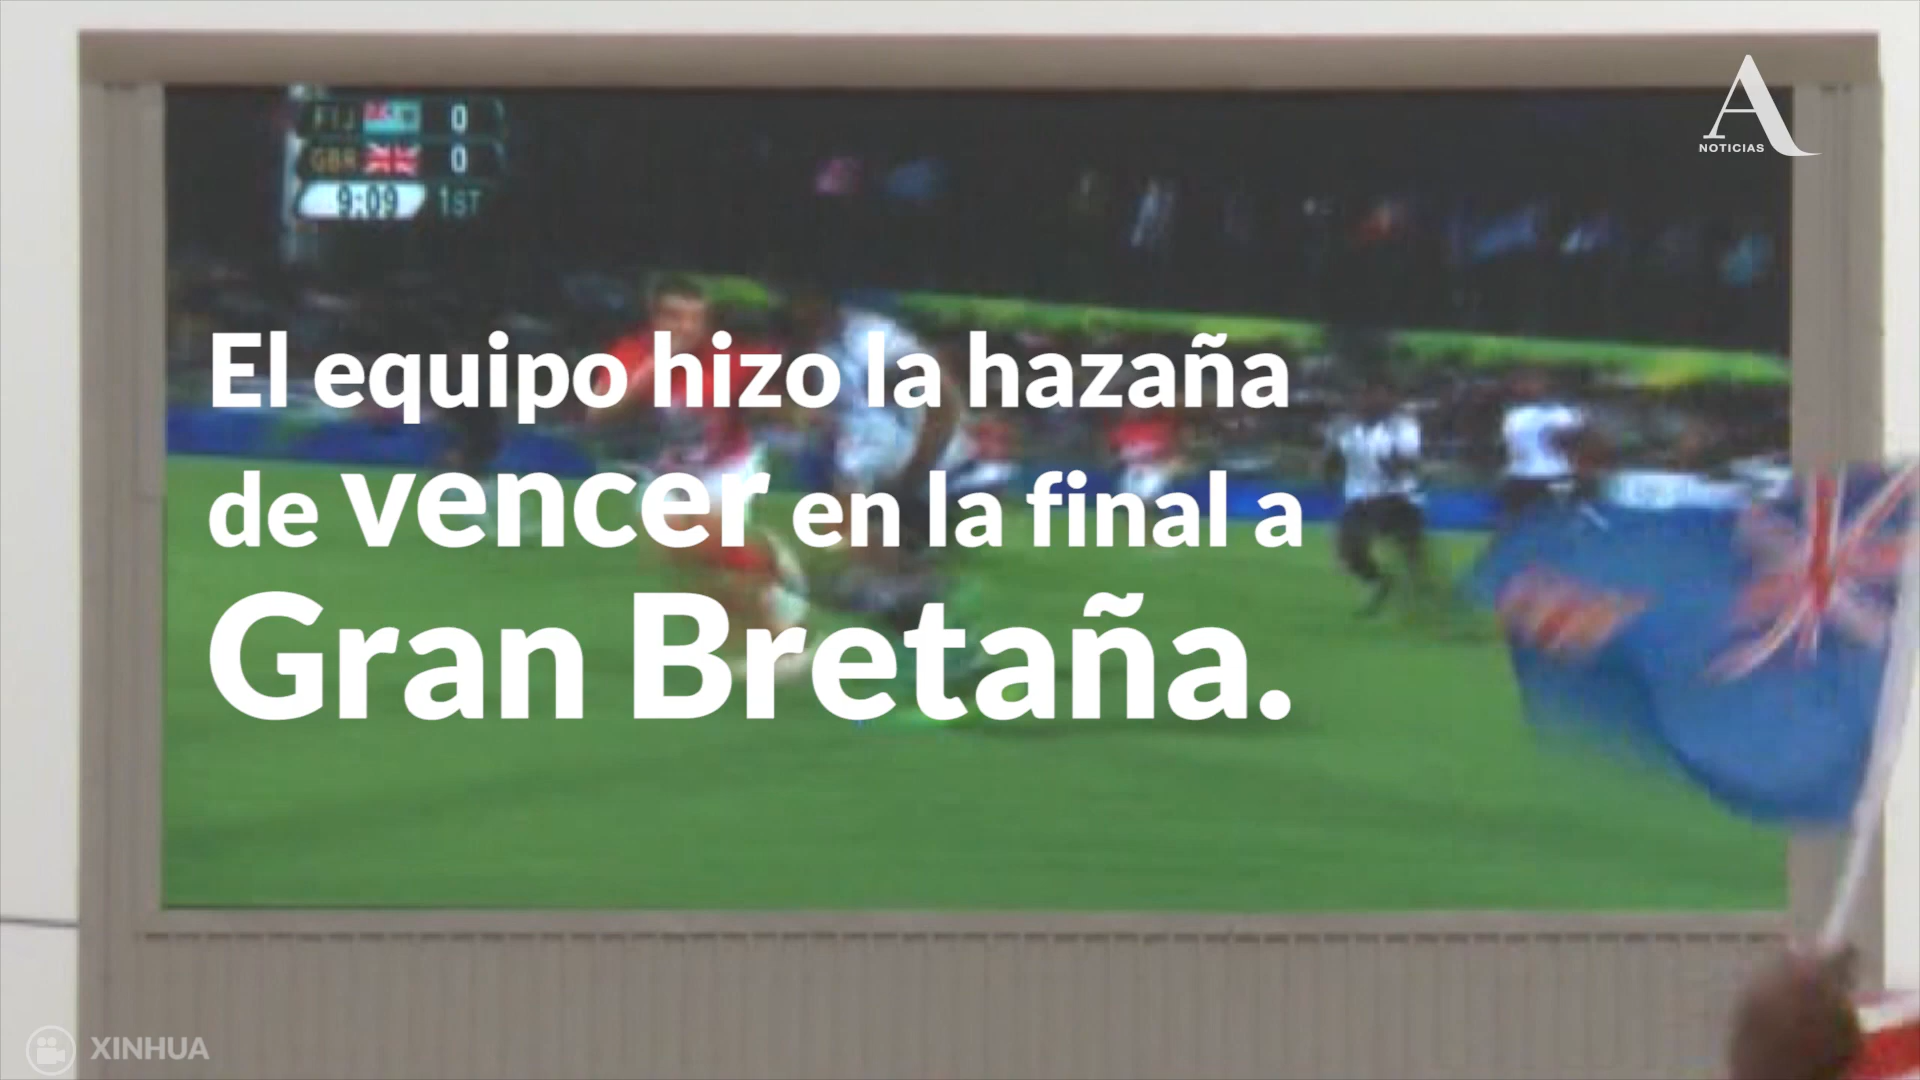 FIJ 0
GBR 0
9:09 1ST
A
NOTICIAS
El equipo hizo la hazaña
de vencer en la final a
Gran Bretaña.
XINHUA